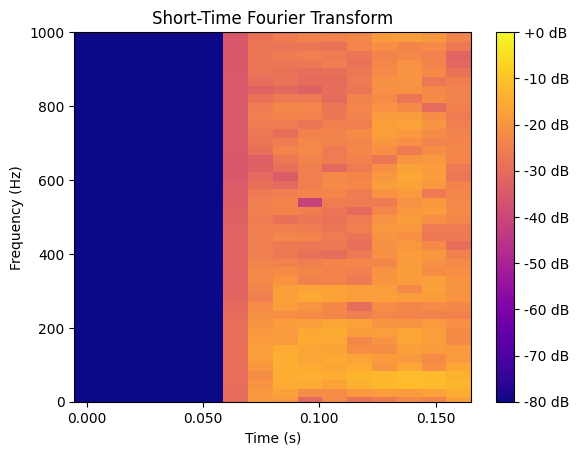 Short-Time Fourier Transform
1000
800
600
400
200
0
Frequency (Hz)
0.000
0.050
0.100
0.150
Time (s)
+0 dB
-10 dB
-20 dB
-30 dB
-40 dB
-50 dB
-60 dB
-70 dB
-80 dB